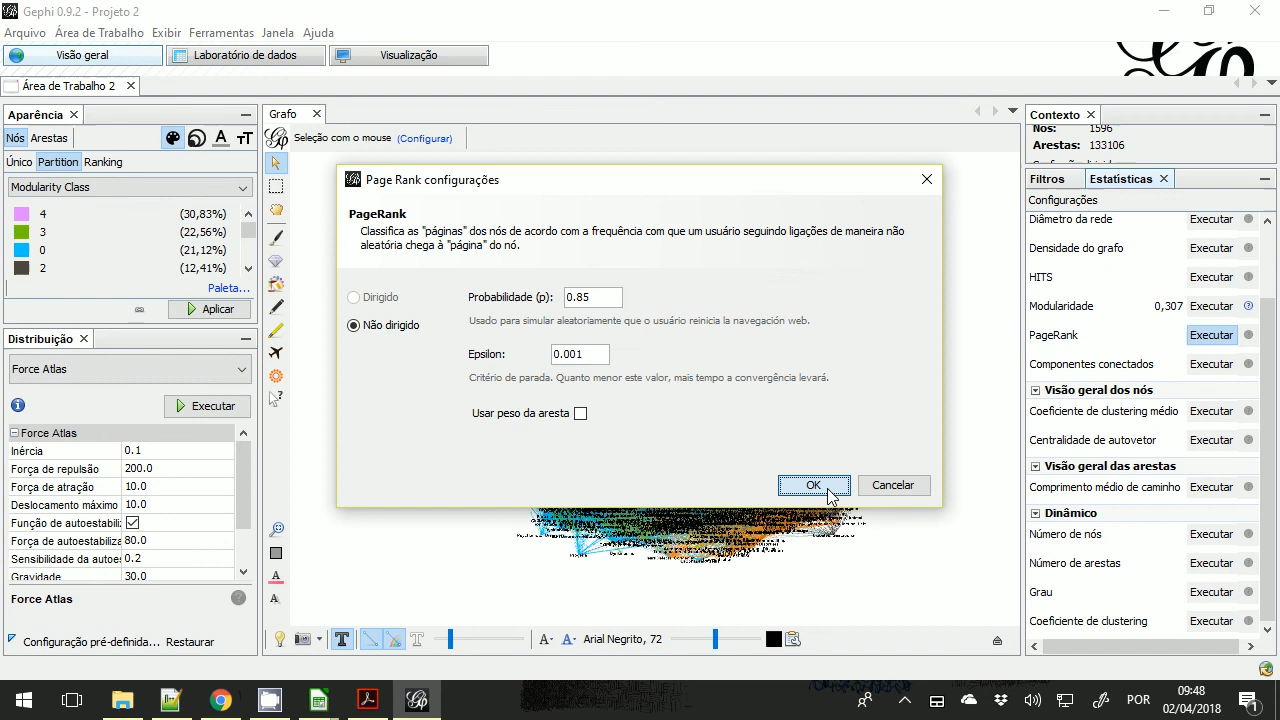 Gephi 0.9.2 - Projeto 2
Arquivo Área de Trabalho Exibir Ferramentas Janela Ajuda
Visão geral Laboratório de dados Visualização
Área de Trabalho 2
Aparência
Nós Arestas
Único Partition Ranking
Modularity Class
4 (30,83%)
3 (22,56%)
0 (21,12%)
2 (12,41%)
Paleta...
Aplicar
Distribuição
Force Atlas
Executar
Force Atlas
Inércia 0.1
Força de repulsão 200.0
Força de atração 10.0
Deslocamento máximo 10.0
Função de autoestabili
Força de autoestabiliza 80.0
Sensibilidade da autoes 0.2
Gravidade 30.0
Force Atlas
Configuração pré-definida... Restaurar
Grafo
Seleção com o mouse (Configurar)
Page Rank configurações
PageRank
Classifica as "páginas" dos nós de acordo com a frequência com que um usuário seguindo ligações de maneira não
aleatória chega à "página" do nó.
Dirigido
Não dirigido
Probabilidade (p): 0.85
Usado para simular aleatoriamente que o usuário reinicia la navegación web.
Epsilon: 0.001
Critério de parada. Quanto menor este valor, mais tempo a convergência levará.
Usar peso da aresta
OK Cancelar
Arial Negrito, 72
Contexto
Nós: 1596
Arestas: 133106
Filtros Estatísticas
Configurações
Diâmetro da rede Executar
Densidade do grafo Executar
HITS Executar
Modularidade 0,307 Executar
PageRank Executar
Componentes conectados Executar
Visão geral dos nós
Coeficiente de clustering médio Executar
Centralidade de autovetor Executar
Visão geral das arestas
Comprimento médio de caminho Executar
Dinâmico
Número de nós Executar
Número de arestas Executar
Grau Executar
Coeficiente de clustering Executar
POR
09:48
02/04/2018
1